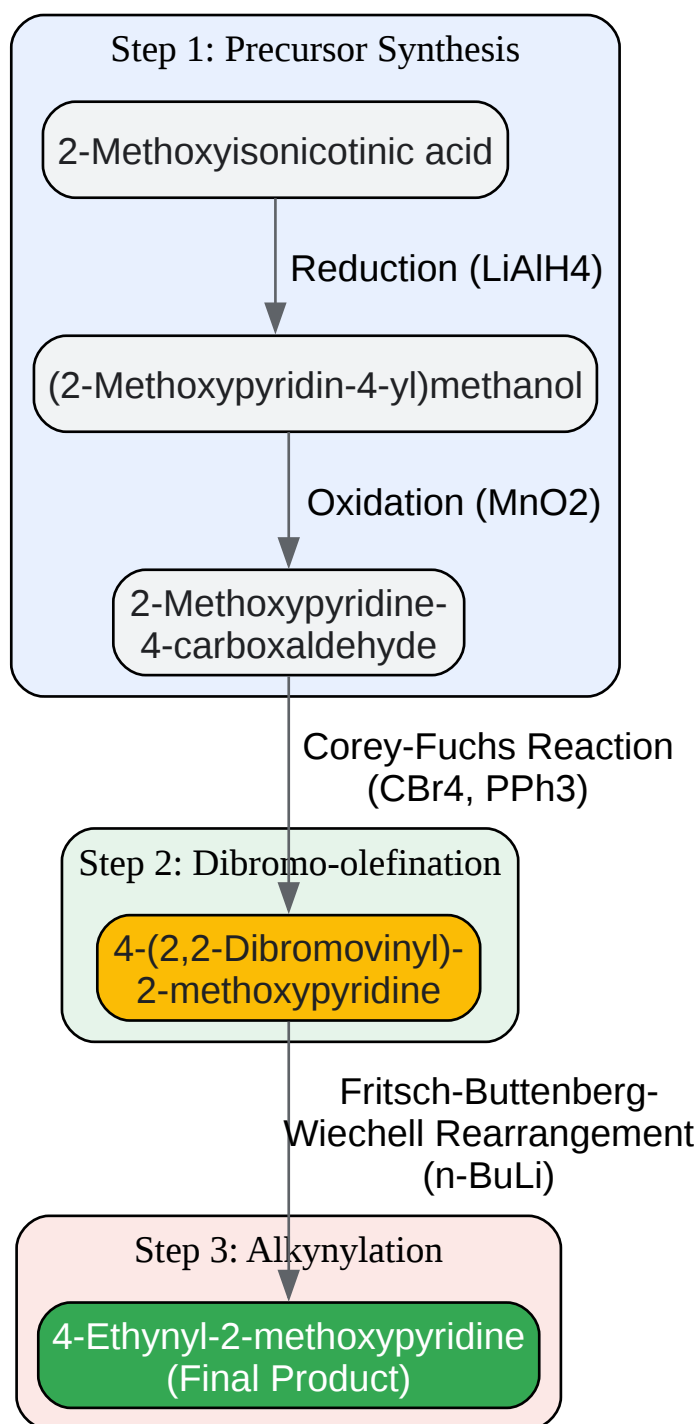 Step 1: Precursor Synthesis
2-Methoxyisonicotinic acid
Reduction (LiAlH4)
(2-Methoxypyridin-4-yl)methanol
Oxidation (MnO2)
2-Methoxypyridine-
4-carboxaldehyde
Corey-Fuchs Reaction
(CBr4, PPh3)
Step 2: Dibromo-olefination
4-(2,2-Dibromovinyl)-
2-methoxypyridine
Fritsch-Buttenberg-
Wiechell Rearrangement
(n-BuLi)
Step 3: Alkynylation
4-Ethynyl-2-methoxypyridine
(Final Product)